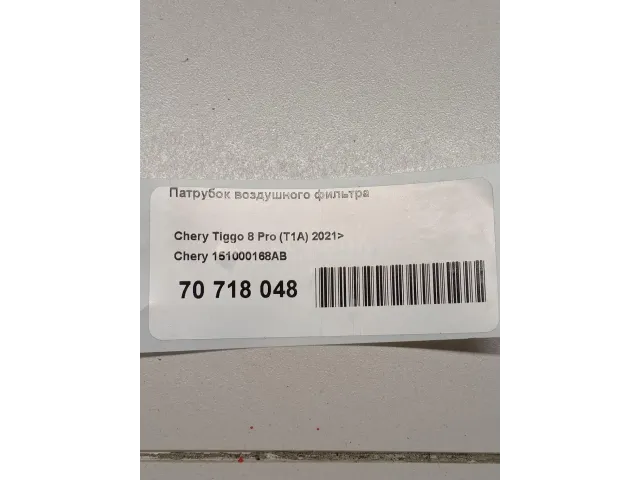 Патрубок воздушного фильтра
Chery Tiggo 8 Pro (T1A) 2021>
Chery 151000168AB
70 718 048